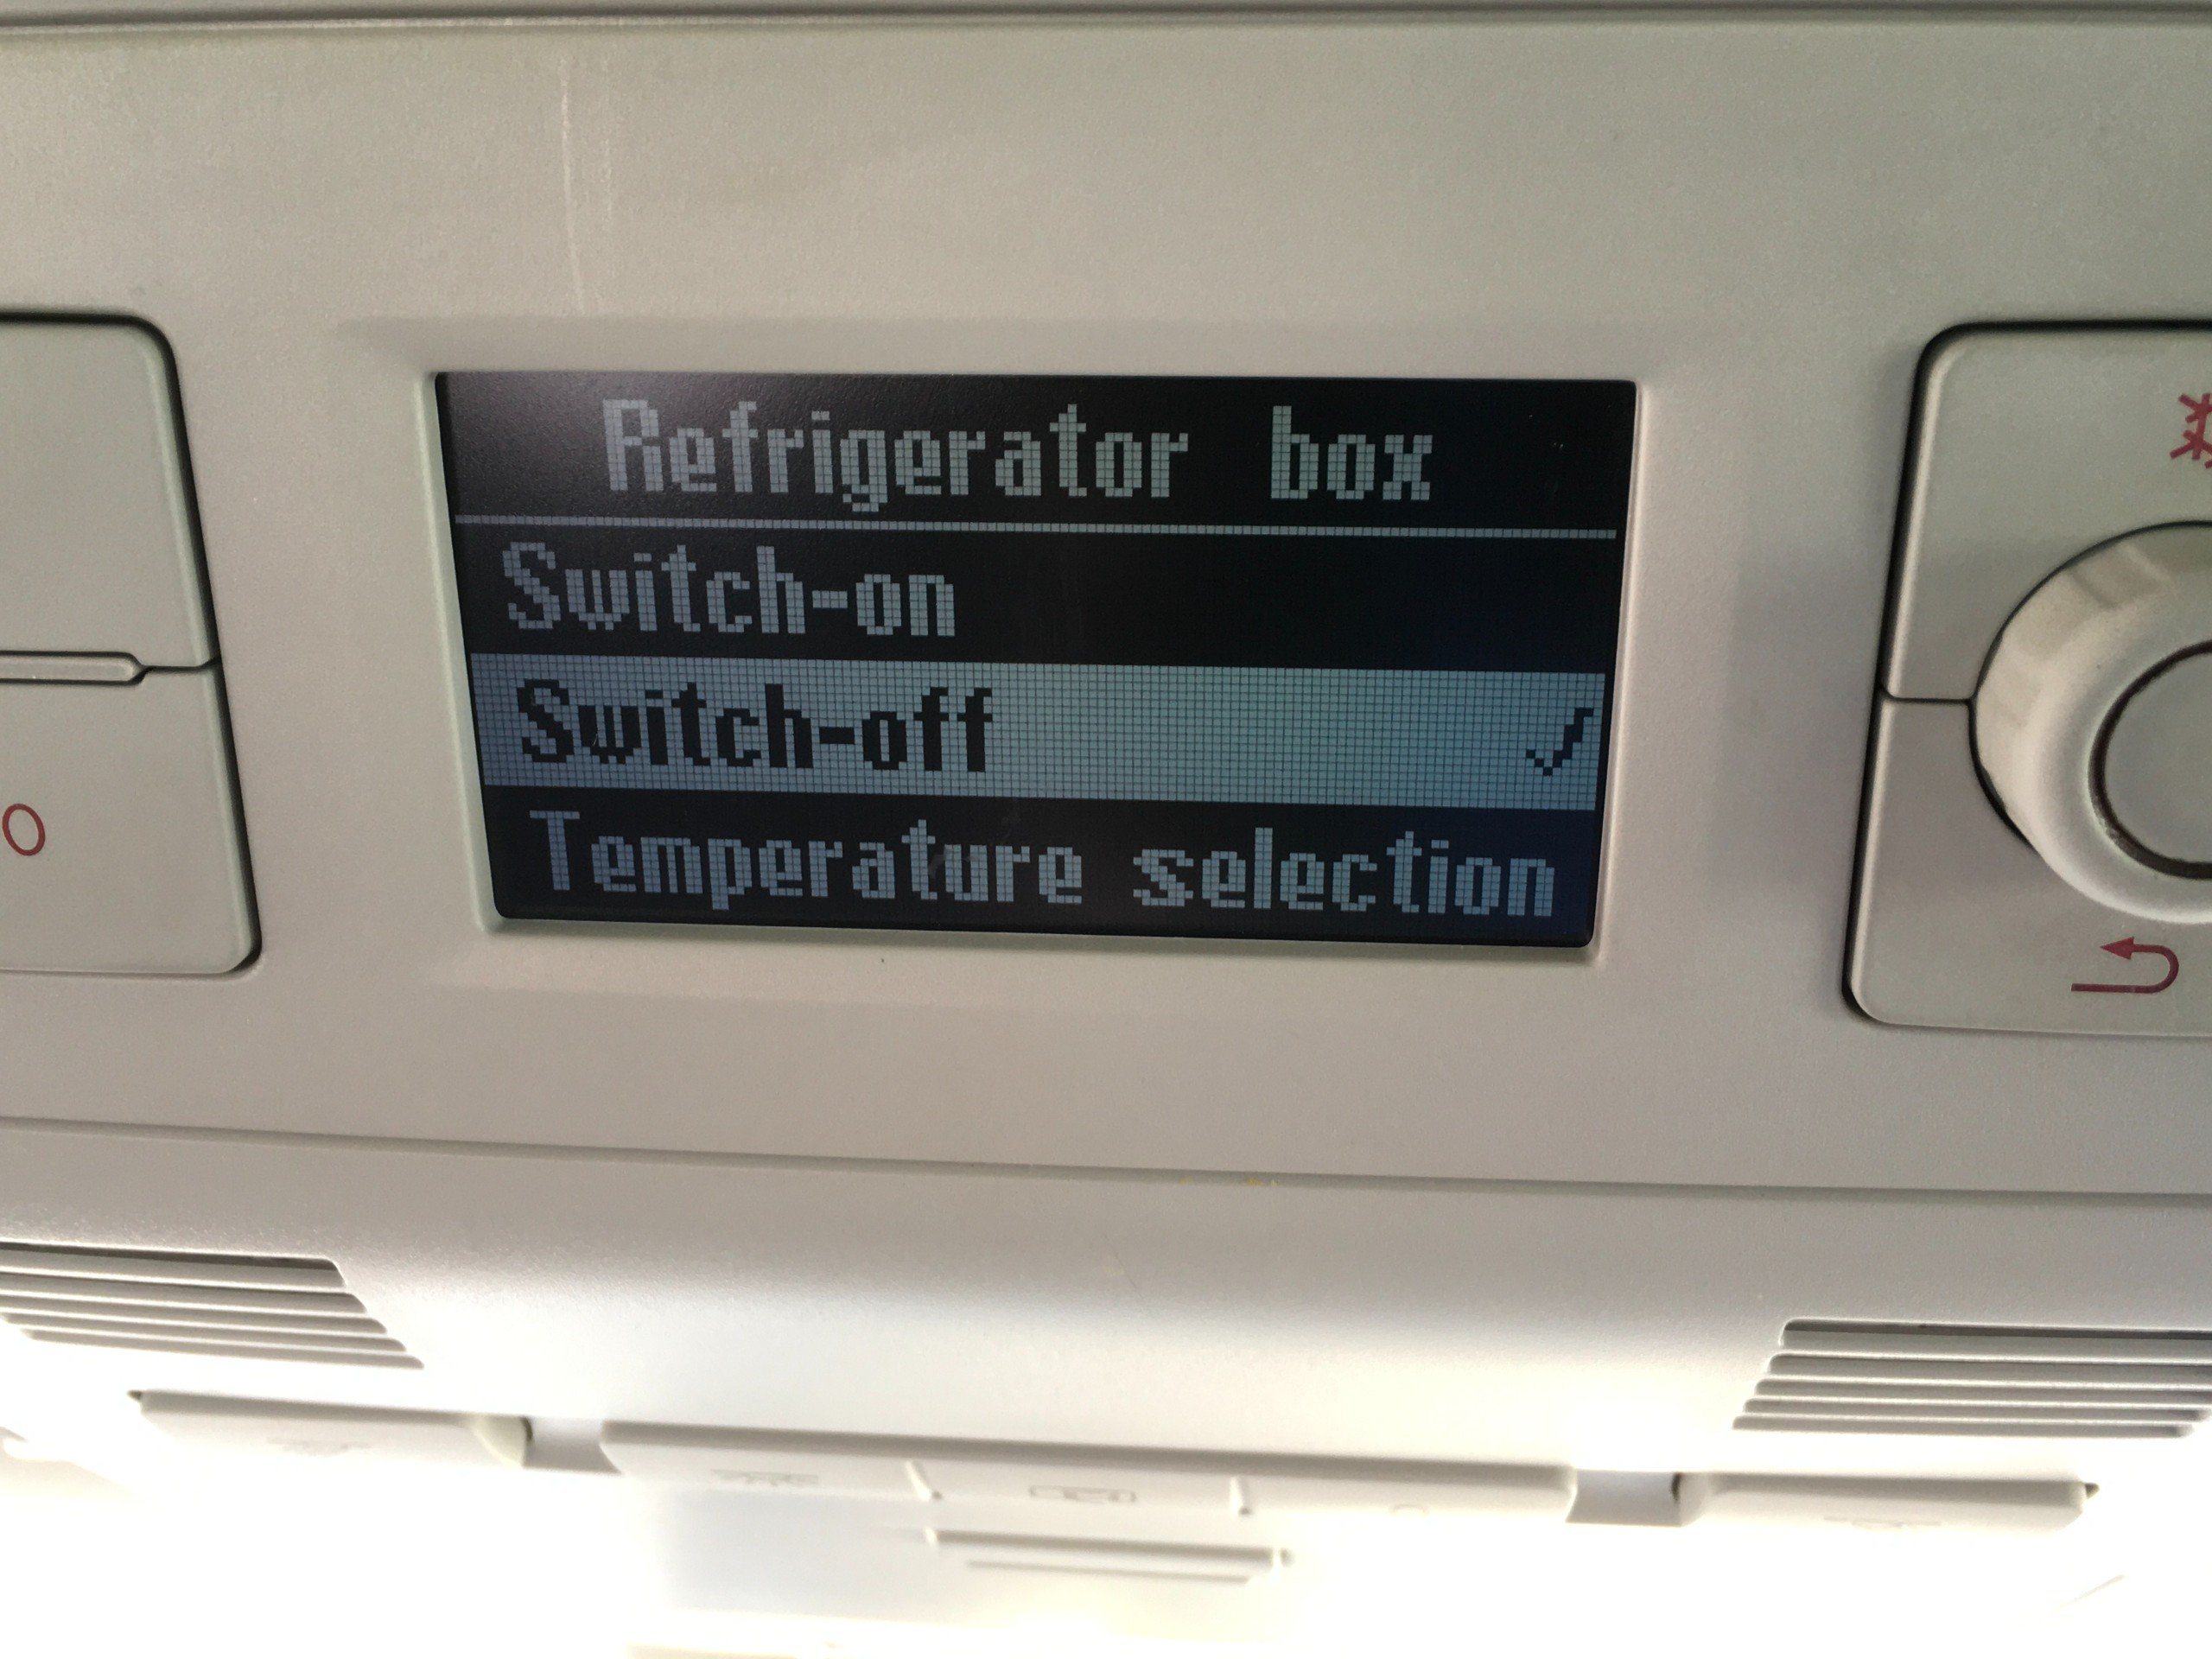 Refrigerator box
Switch-on
Switch-off
Temperature selection